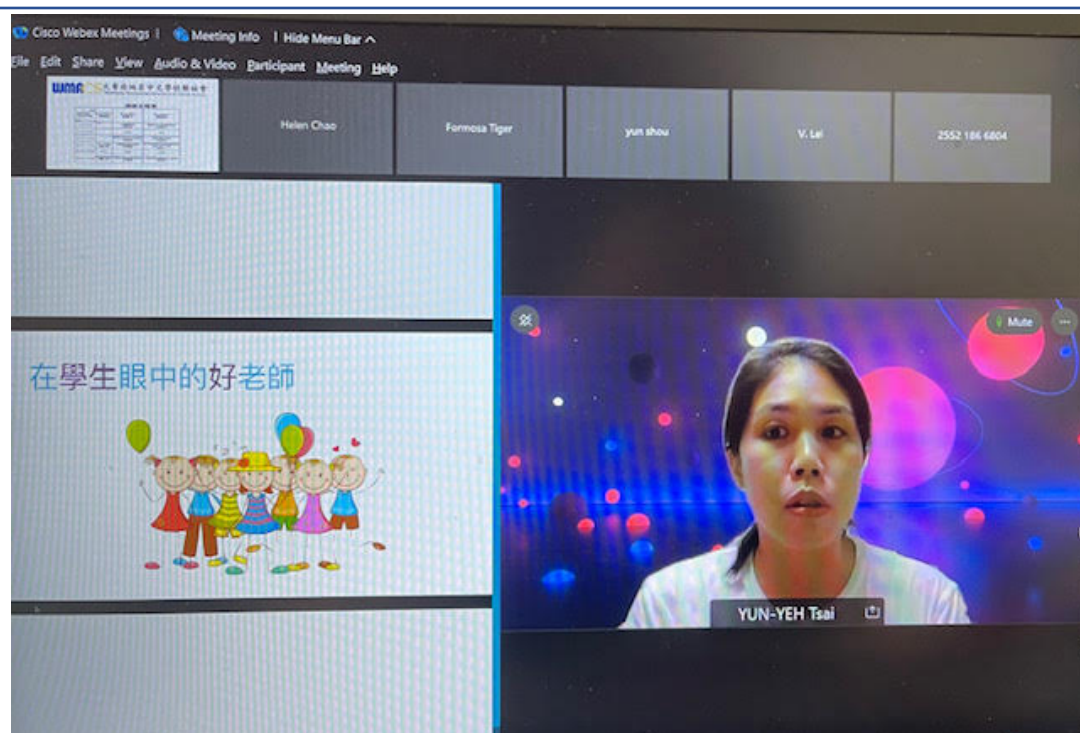 Cisco Webex Meetings | Meeting Info | Hide Menu Bar
File Edit Share View Audio & Video Participant Meeting Help
Helen Chao
Formosa Tiger
yun shou
V. Lai
2552 186 6804
Mute
在學生眼中的好老師
YUN-YEH Tsai